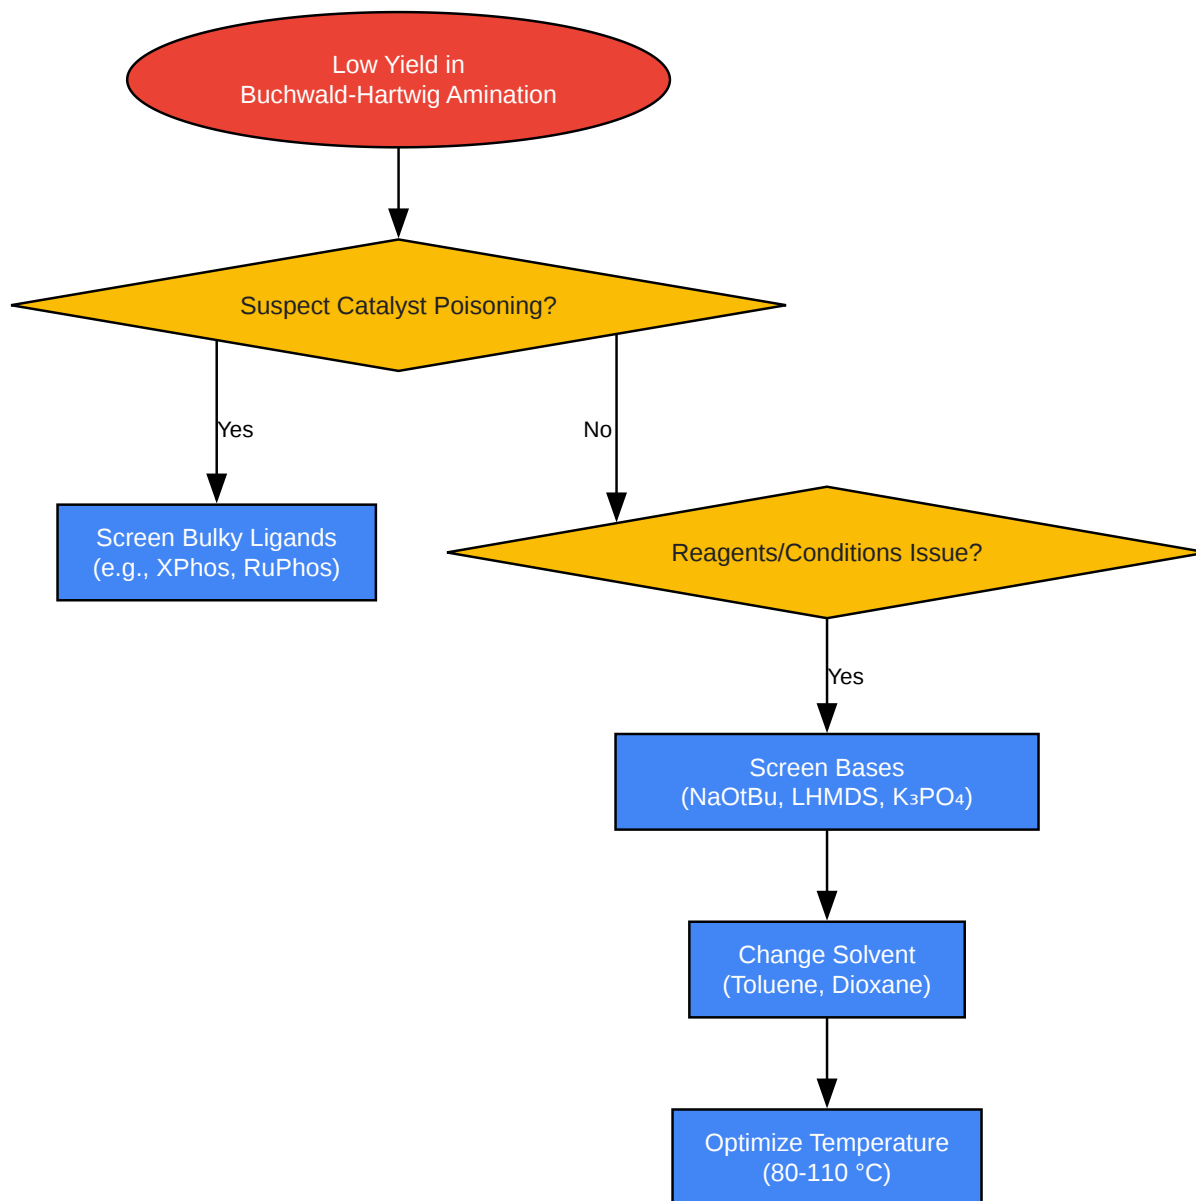 Low Yield in
Buchwald-Hartwig Amination
Suspect Catalyst Poisoning?
Yes
No
Screen Bulky Ligands
(e.g., XPhos, RuPhos)
Reagents/Conditions Issue?
Yes
Screen Bases
(NaOtBu, LHMDS, K₃PO₄)
Change Solvent
(Toluene, Dioxane)
Optimize Temperature
(80-110 °C)